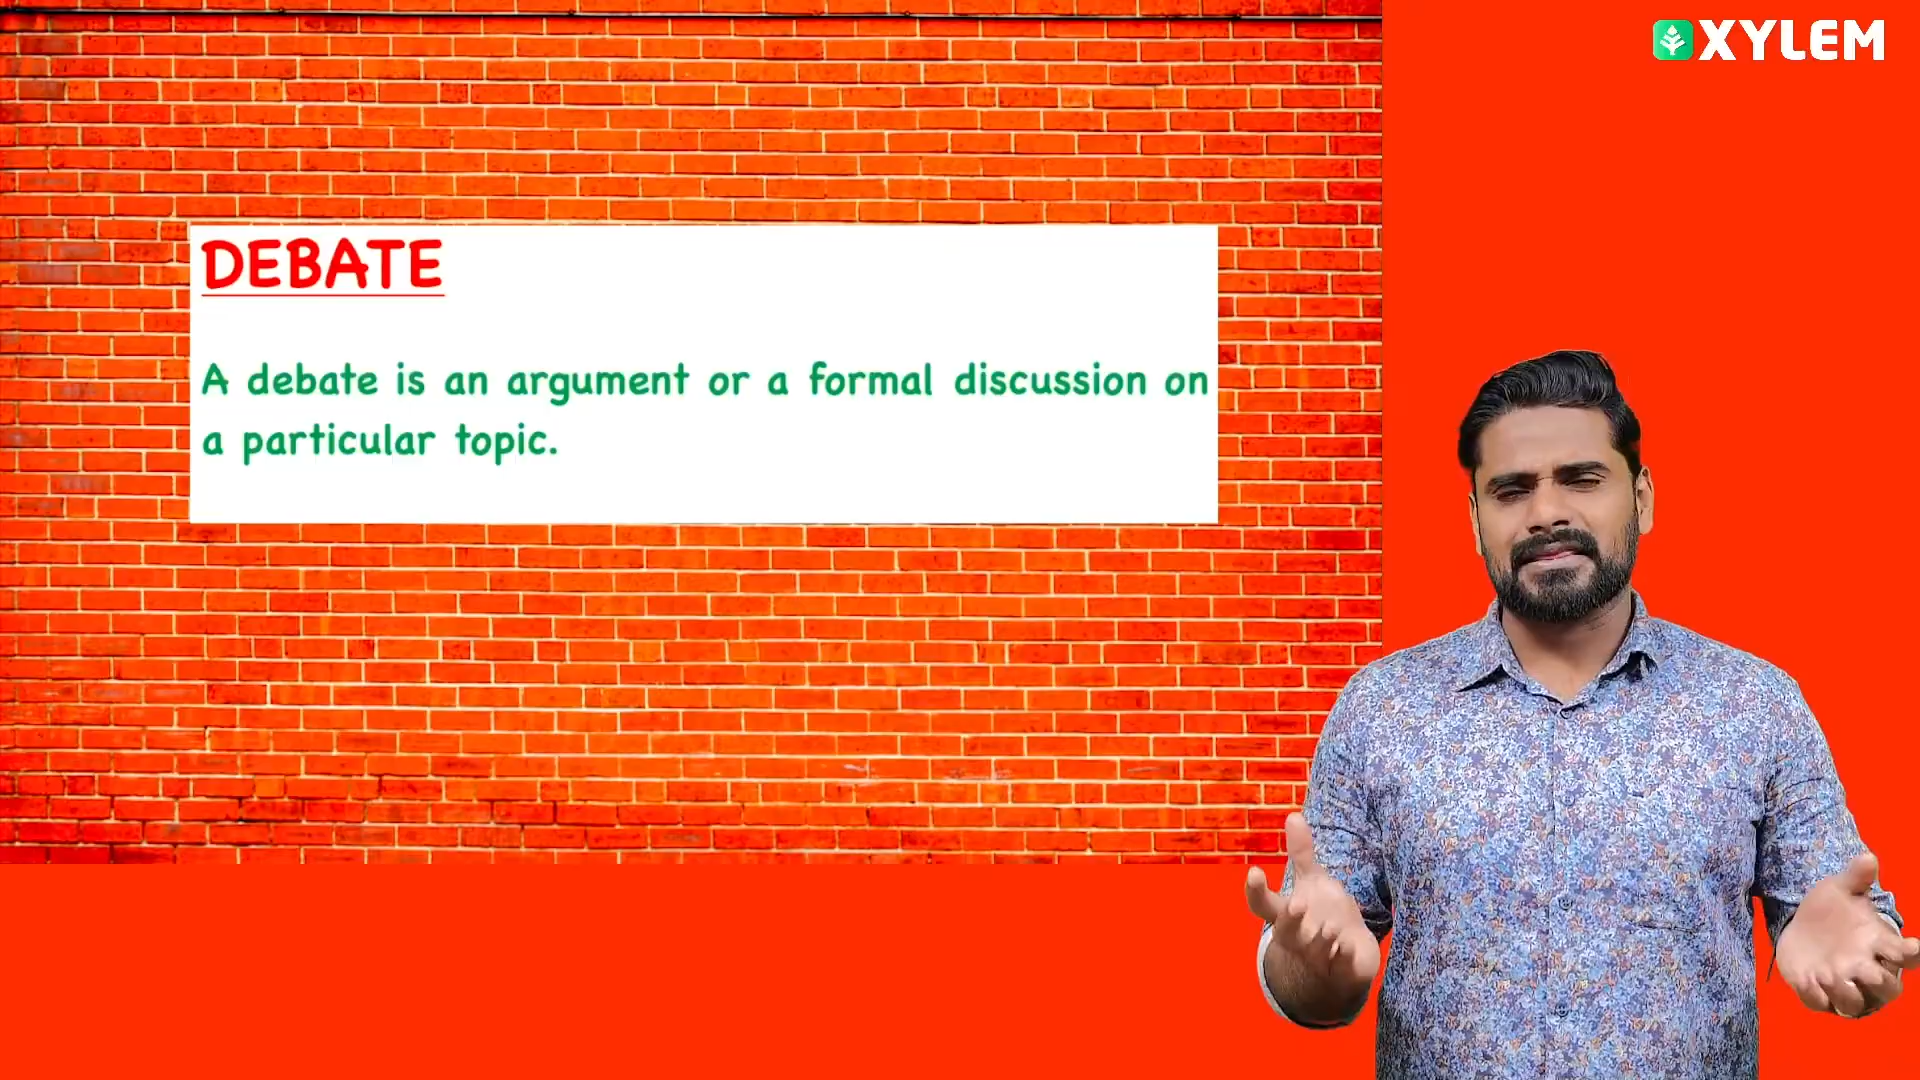 XYLEM
DEBATE
A debate is an argument or a formal discussion on
a particular topic.